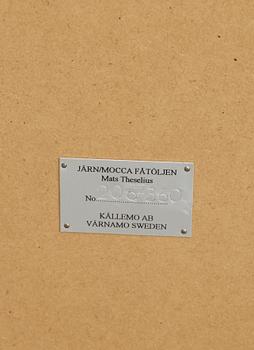 JÄRN/MOCCA FÅTÖLJEN
Mats Theselius
No.
KÄLLEMO AB
VÄRNAMO SWEDEN